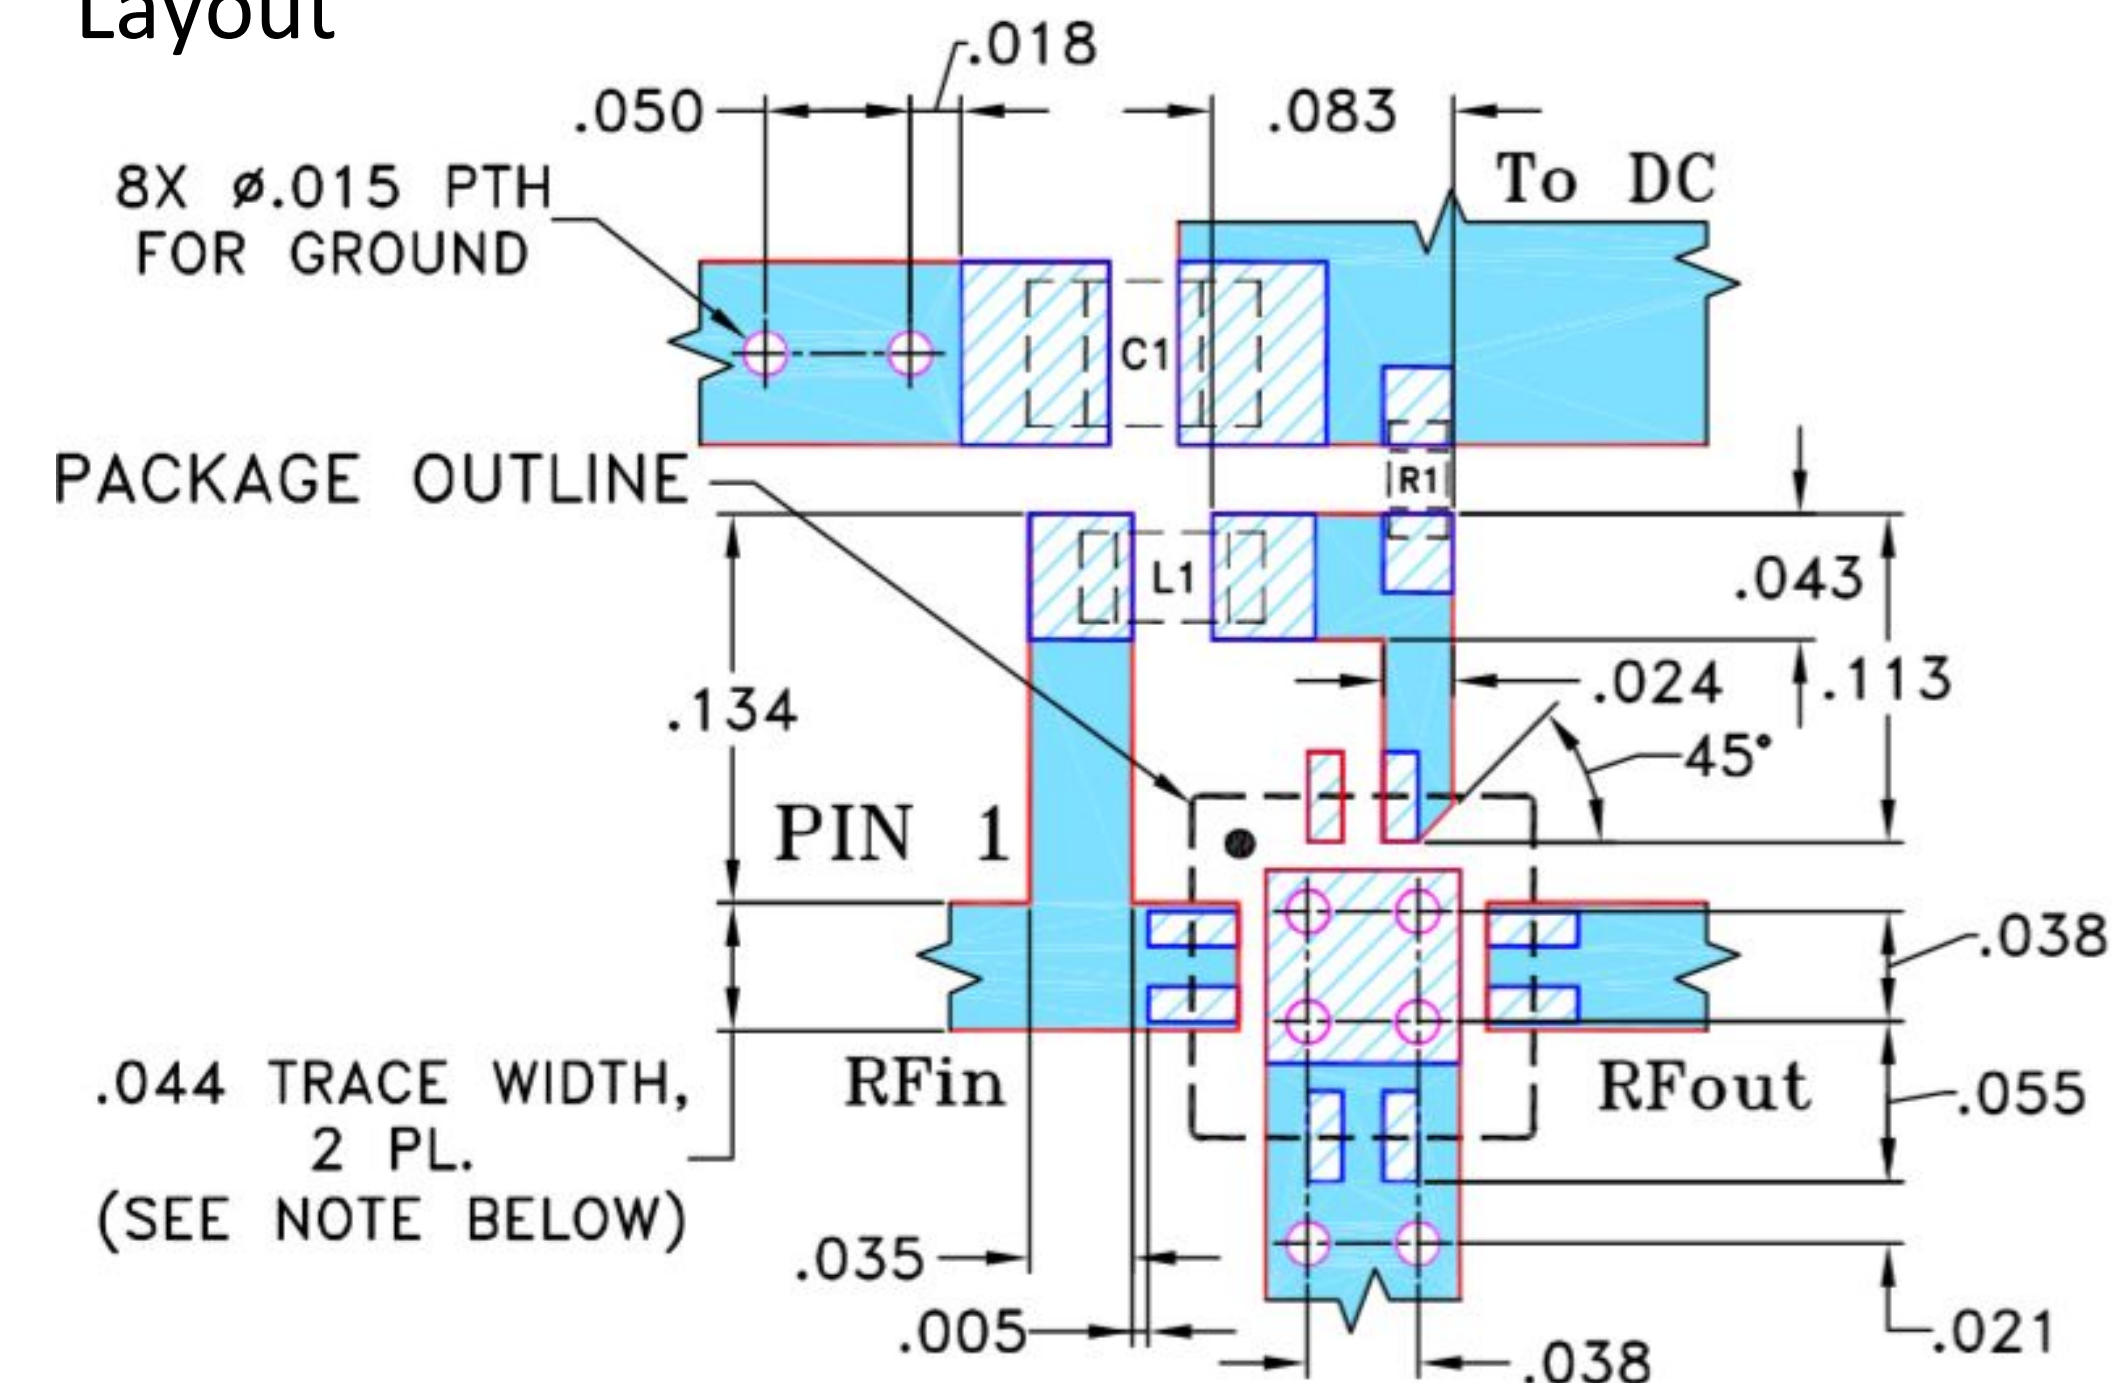 Layout
.018
.050
.083
To DC
8X ø.015 PTH
FOR GROUND
C1
PACKAGE OUTLINE
R1
L1
.043
.024
.113
.134
45°
PIN 1
.038
.044 TRACE WIDTH,
2 PL.
(SEE NOTE BELOW)
RFin
RFout
.055
.035
.005
.038
.021